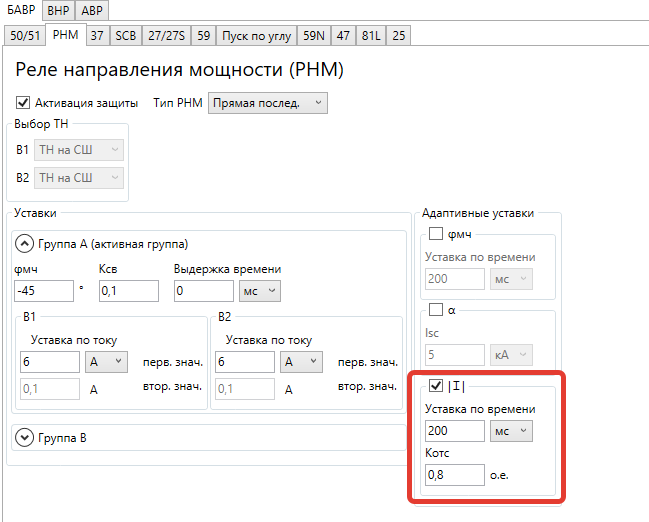 БАВР ВНР АВР
50/51 РНМ 37 SCB 27/27S 59 Пуск по углу 59N 47 81L 25
Реле направления мощности (РНМ)
Активация защиты Тип РНМ Прямая послед.
Выбор ТН
В1 ТН на СШ
В2 ТН на СШ
Уставки
Группа А (активная группа)
φмч Ксв Выдержка времени
-45 ° 0,1 0 мс
В1 В2
Уставка по току Уставка по току
6 А перв. знач. 6 А перв. знач.
0,1 А втор. знач. 0,1 А втор. знач.
Группа В
Адаптивные уставки
φмч
Уставка по времени
200 мс
α
Isc
5 кА
|I|
Уставка по времени
200 мс
Котс
0,8 о.е.